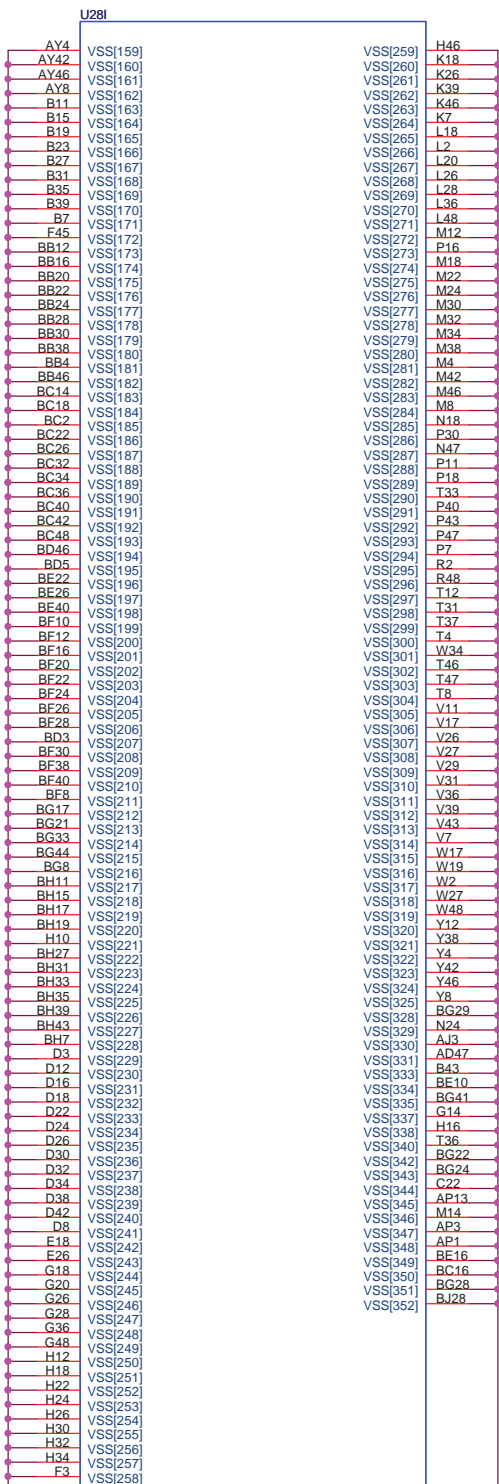 U28I
AY4 VSS[159]
AY42 VSS[160]
AY46 VSS[161]
AY8 VSS[162]
B11 VSS[163]
B15 VSS[164]
B19 VSS[165]
B23 VSS[166]
B27 VSS[167]
B31 VSS[168]
B35 VSS[169]
B39 VSS[170]
B7 VSS[171]
F45 VSS[172]
BB12 VSS[173]
BB16 VSS[174]
BB20 VSS[175]
BB22 VSS[176]
BB24 VSS[177]
BB28 VSS[178]
BB30 VSS[179]
BB38 VSS[180]
BB4 VSS[181]
BB46 VSS[182]
BC14 VSS[183]
BC18 VSS[184]
BC2 VSS[185]
BC22 VSS[186]
BC26 VSS[187]
BC32 VSS[188]
BC34 VSS[189]
BC36 VSS[190]
BC40 VSS[191]
BC42 VSS[192]
BC48 VSS[193]
BD46 VSS[194]
BD5 VSS[195]
BE22 VSS[196]
BE26 VSS[197]
BE40 VSS[198]
BF10 VSS[199]
BF12 VSS[200]
BF16 VSS[201]
BF20 VSS[202]
BF22 VSS[203]
BF24 VSS[204]
BF26 VSS[205]
BF28 VSS[206]
BD3 VSS[207]
BF30 VSS[208]
BF38 VSS[209]
BF40 VSS[210]
BF8 VSS[211]
BG17 VSS[212]
BG21 VSS[213]
BG33 VSS[214]
BG44 VSS[215]
BG8 VSS[216]
BH11 VSS[217]
BH15 VSS[218]
BH17 VSS[219]
BH19 VSS[220]
H10 VSS[221]
BH27 VSS[222]
BH31 VSS[223]
BH33 VSS[224]
BH35 VSS[225]
BH39 VSS[226]
BH43 VSS[227]
BH7 VSS[228]
D3 VSS[229]
D12 VSS[230]
D16 VSS[231]
D18 VSS[232]
D22 VSS[233]
D24 VSS[234]
D26 VSS[235]
D30 VSS[236]
D32 VSS[237]
D34 VSS[238]
D38 VSS[239]
D42 VSS[240]
D8 VSS[241]
E18 VSS[242]
E26 VSS[243]
G18 VSS[244]
G20 VSS[245]
G26 VSS[246]
G28 VSS[247]
G36 VSS[248]
G48 VSS[249]
H12 VSS[250]
H18 VSS[251]
H22 VSS[252]
H24 VSS[253]
H26 VSS[254]
H30 VSS[255]
H32 VSS[256]
H34 VSS[257]
F3 VSS[258]
VSS[259] H46
VSS[260] K18
VSS[261] K26
VSS[262] K39
VSS[263] K46
VSS[264] K7
VSS[265] L18
VSS[266] L2
VSS[267] L20
VSS[268] L26
VSS[269] L28
VSS[270] L36
VSS[271] L48
VSS[272] M12
VSS[273] P16
VSS[274] M18
VSS[275] M22
VSS[276] M24
VSS[277] M30
VSS[278] M32
VSS[279] M34
VSS[280] M38
VSS[281] M4
VSS[282] M42
VSS[283] M46
VSS[284] M8
VSS[285] N18
VSS[286] P30
VSS[287] N47
VSS[288] P11
VSS[289] P18
VSS[290] T33
VSS[291] P40
VSS[292] P43
VSS[293] P47
VSS[294] P7
VSS[295] R2
VSS[296] R48
VSS[297] T12
VSS[298] T31
VSS[299] T37
VSS[300] T4
VSS[301] W34
VSS[302] T46
VSS[303] T47
VSS[304] T8
VSS[305] V11
VSS[306] V17
VSS[307] V26
VSS[308] V27
VSS[309] V29
VSS[310] V31
VSS[311] V36
VSS[312] V39
VSS[313] V43
VSS[314] V7
VSS[315] W17
VSS[316] W19
VSS[317] W2
VSS[318] W27
VSS[319] W48
VSS[320] Y12
VSS[321] Y38
VSS[322] Y4
VSS[323] Y42
VSS[324] Y46
VSS[325] Y8
VSS[328] BG29
VSS[329] N24
VSS[330] AJ3
VSS[331] AD47
VSS[333] B43
VSS[334] BE10
VSS[335] BG41
VSS[337] G14
VSS[338] H16
VSS[340] T36
VSS[342] BG22
VSS[343] BG24
VSS[344] C22
VSS[345] AP13
VSS[346] M14
VSS[347] AP3
VSS[348] AP1
VSS[349] BE16
VSS[350] BC16
VSS[351] BG28
VSS[352] BJ28